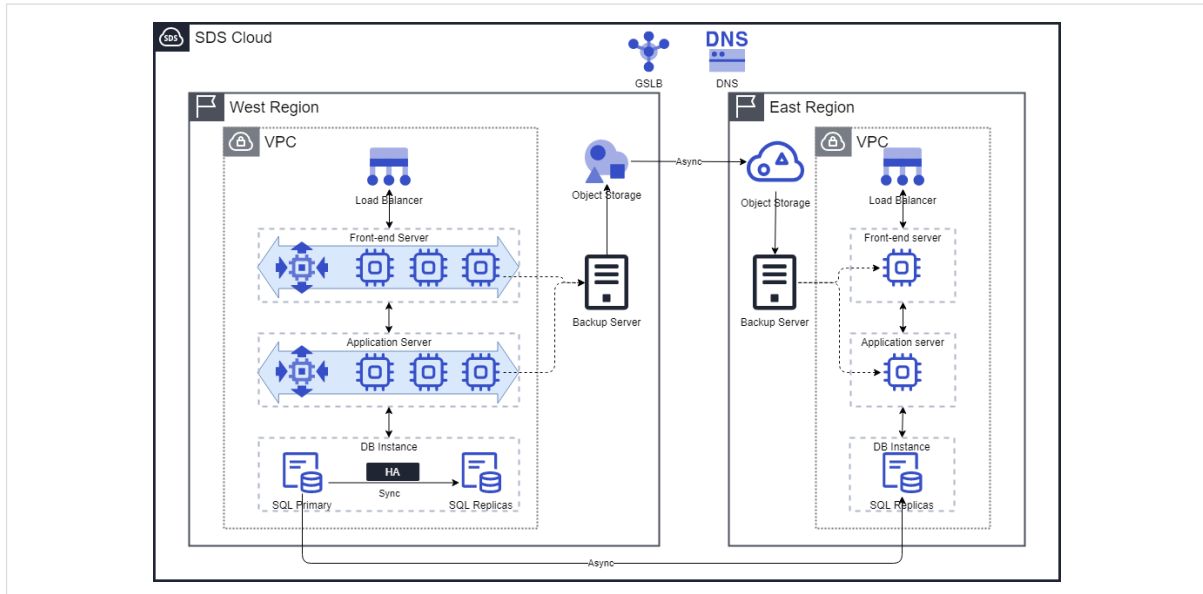 SDS
SDS Cloud
GSLB
DNS
DNS
West Region
VPC
Load Balancer
Front-end Server
Application Server
DB Instance
HA
Sync
SQL Primary
SQL Replicas
Object Storage
Backup Server
Async
East Region
VPC
Object Storage
Backup Server
Load Balancer
Front-end server
Application server
DB Instance
SQL Replicas
Async